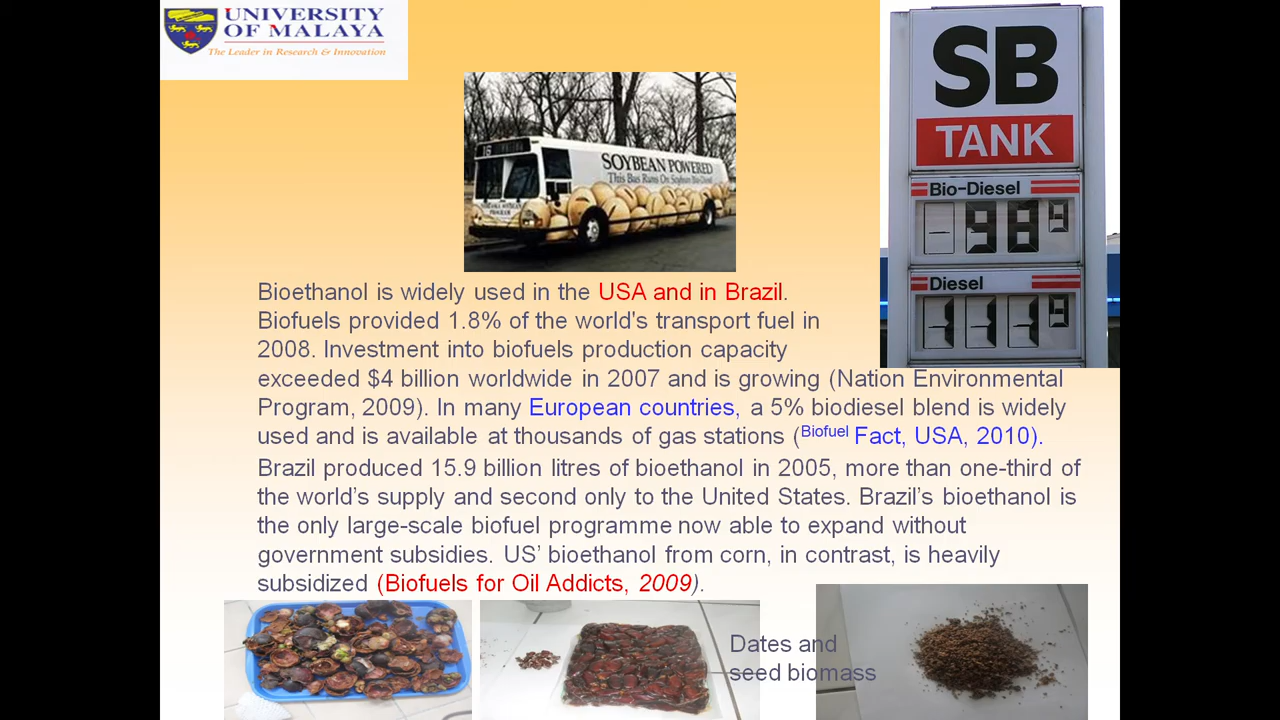 UNIVERSITY
OF MALAYA
The Leader in Research & Innovation
SB
TANK
Bio-Diesel
989
Diesel
16
SOYBEAN POWERED
This Bus Runs On Soybean Bio-Diesel
NEBRASKA SOYBEAN
PROGRAM
Bioethanol is widely used in the USA and in Brazil.
Biofuels provided 1.8% of the world's transport fuel in
2008. Investment into biofuels production capacity
exceeded $4 billion worldwide in 2007 and is growing (Nation Environmental
Program, 2009). In many European countries, a 5% biodiesel blend is widely
used and is available at thousands of gas stations (Biofuel Fact, USA, 2010).
Brazil produced 15.9 billion litres of bioethanol in 2005, more than one-third of
the world’s supply and second only to the United States. Brazil’s bioethanol is
the only large-scale biofuel programme now able to expand without
government subsidies. US’ bioethanol from corn, in contrast, is heavily
subsidized (Biofuels for Oil Addicts, 2009).
Dates and
seed biomass